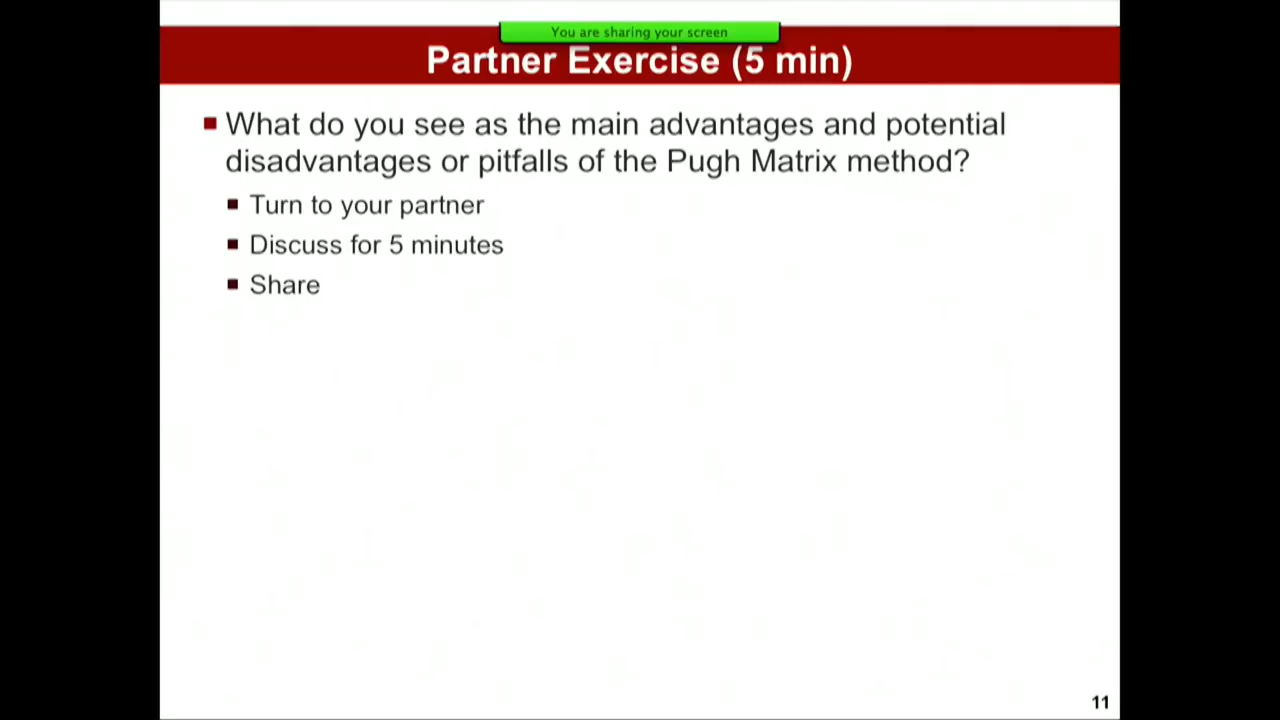 You are sharing your screen
Partner Exercise (5 min)
What do you see as the main advantages and potential
disadvantages or pitfalls of the Pugh Matrix method?
Turn to your partner
Discuss for 5 minutes
Share
11